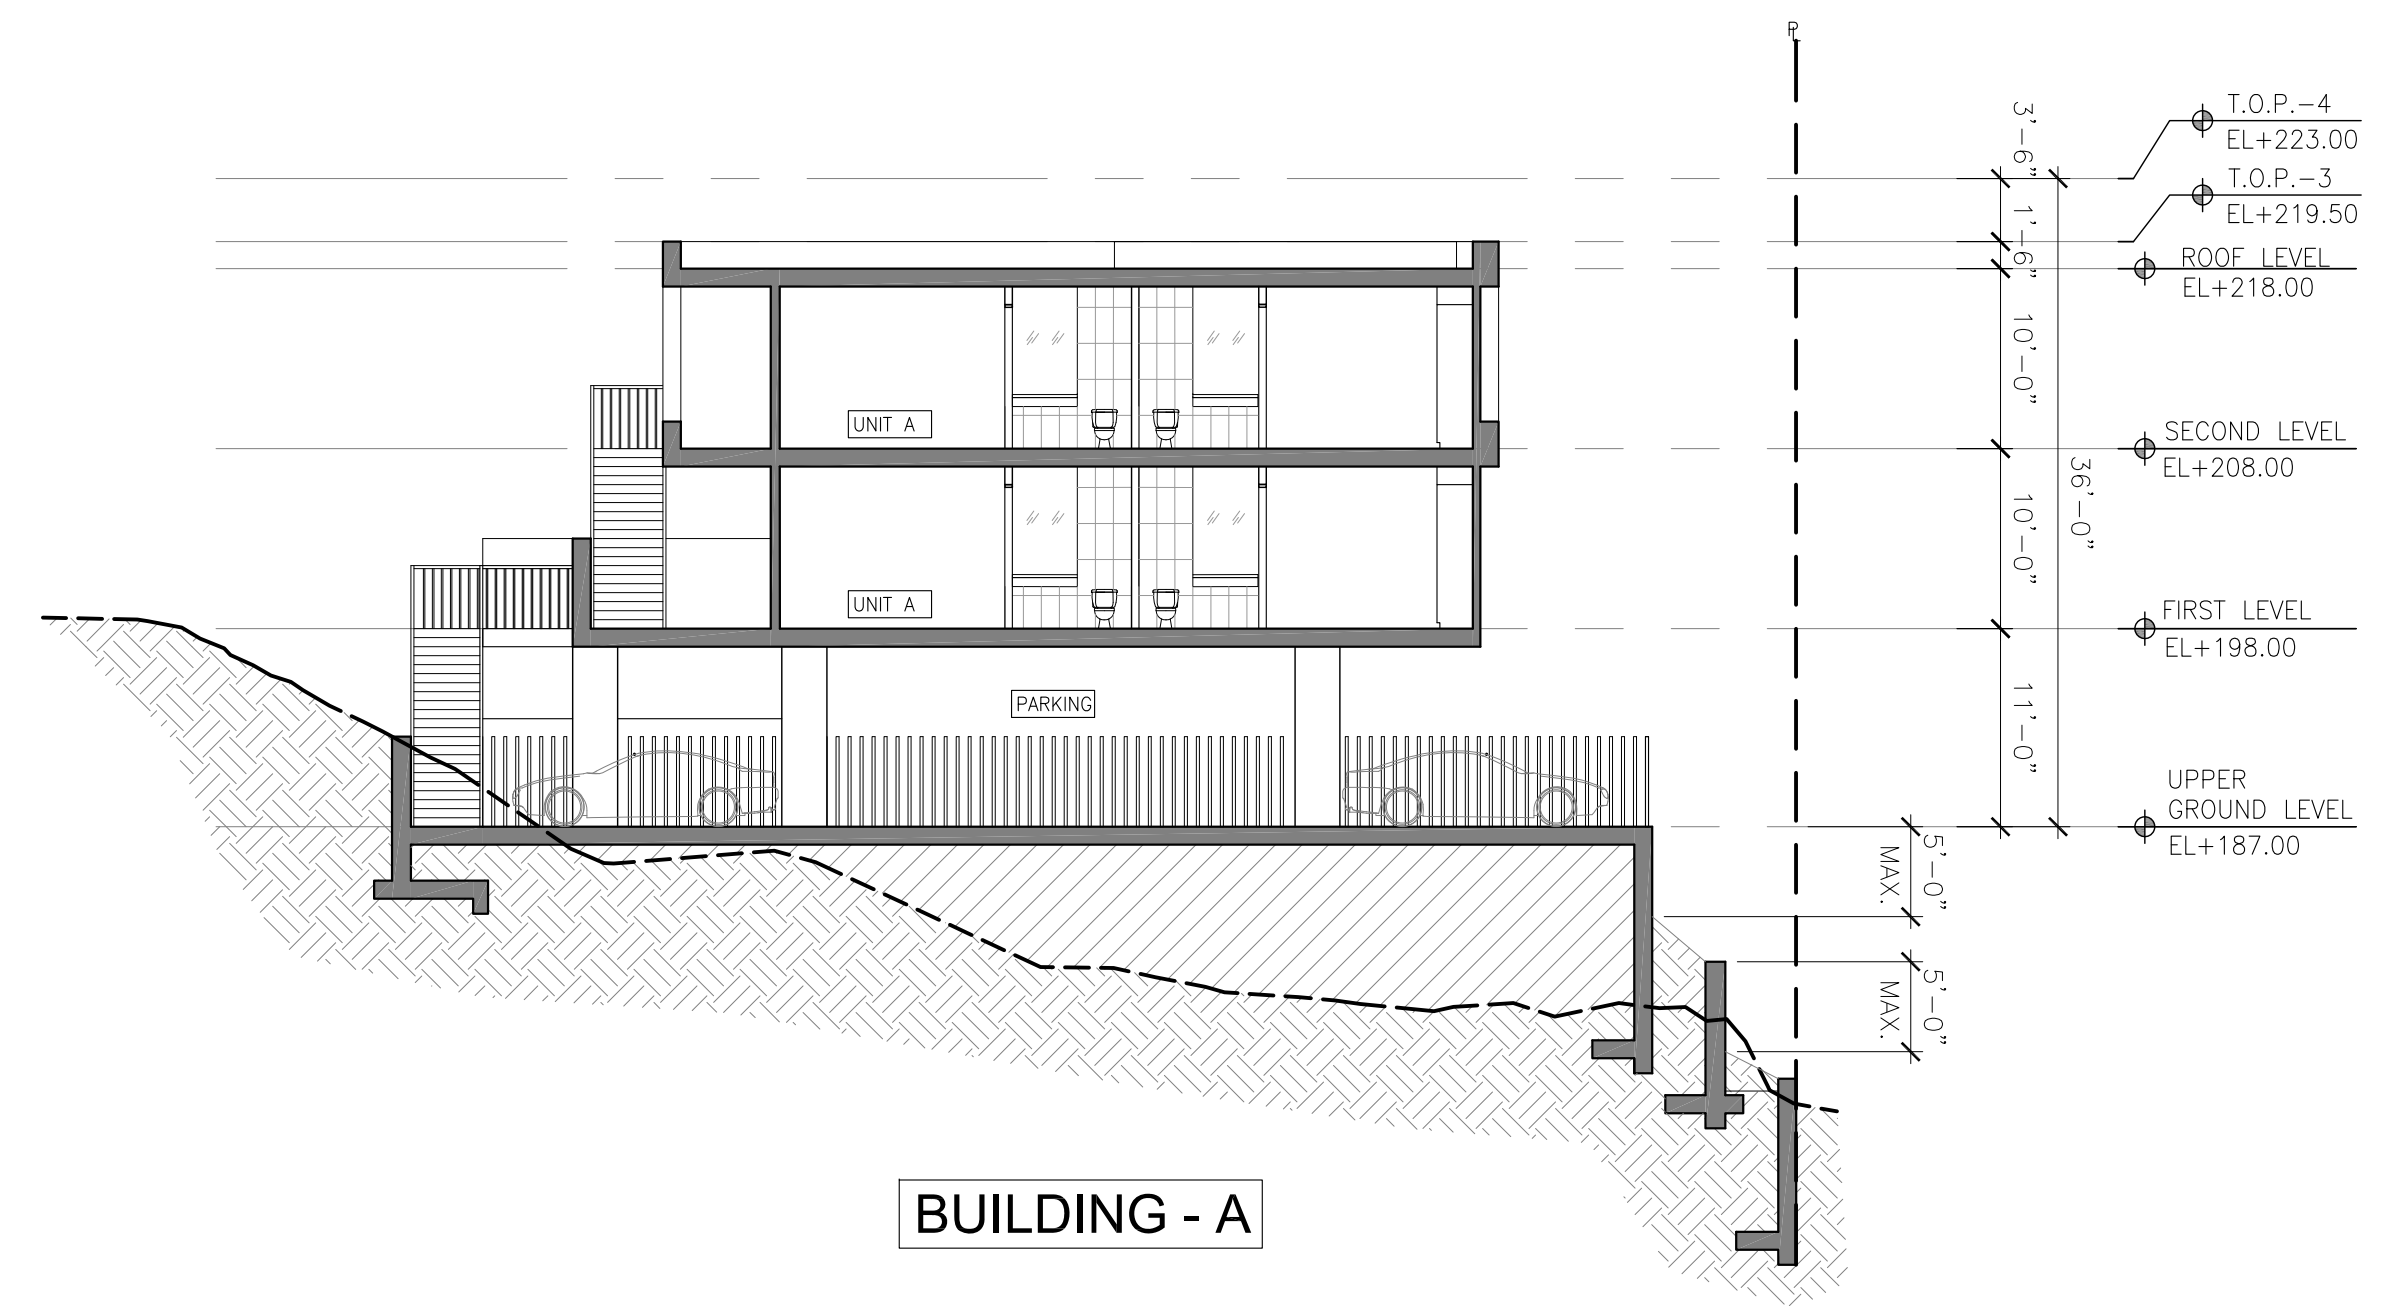 PL
T.O.P.-4
EL+223.00
T.O.P.-3
EL+219.50
ROOF LEVEL
EL+218.00
SECOND LEVEL
EL+208.00
FIRST LEVEL
EL+198.00
UPPER
GROUND LEVEL
EL+187.00
3'-6"
1'-6"
10'-0"
10'-0"
11'-0"
36'-0"
5'-0"
MAX.
5'-0"
MAX.
UNIT A
UNIT A
PARKING
BUILDING - A